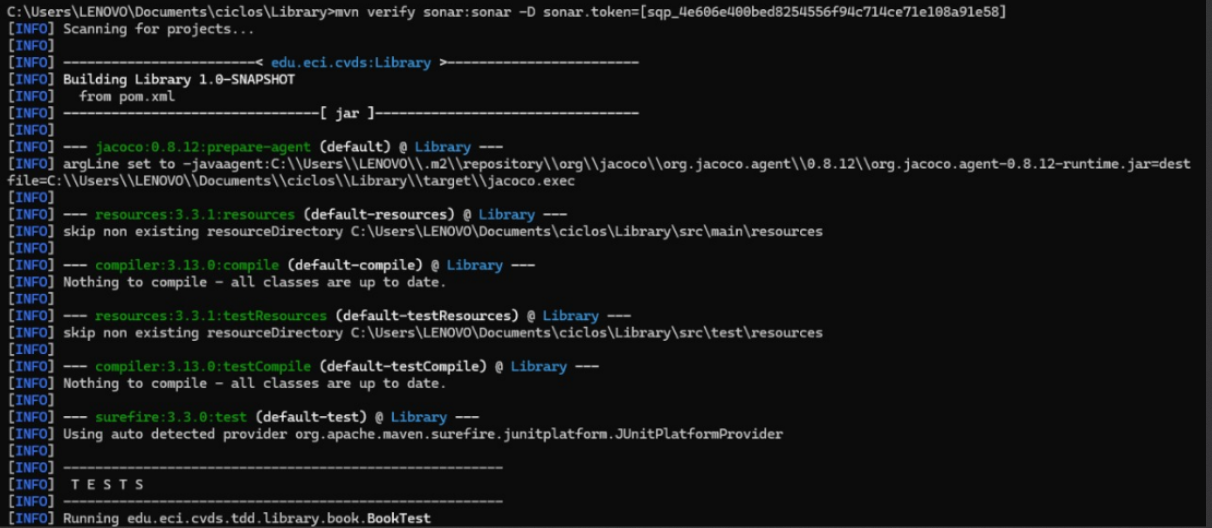 C:\Users\LENOVO\Documents\ciclos\Library>mvn verify sonar:sonar -D sonar.token=[sqp_4e606e400bed8254556f94c714ce71e108a91e58]
[INFO] Scanning for projects...
[INFO]
[INFO] -----------------------< edu.eci.cvds:Library >------------------------
[INFO] Building Library 1.0-SNAPSHOT
[INFO]   from pom.xml
[INFO] --------------------------------[ jar ]---------------------------------
[INFO]
[INFO] --- jacoco:0.8.12:prepare-agent (default) @ Library ---
[INFO] argLine set to -javaagent:C:\\Users\\LENOVO\\.m2\\repository\\org\\jacoco\\org.jacoco.agent\\0.8.12\\org.jacoco.agent-0.8.12-runtime.jar=dest
file=C:\\Users\\LENOVO\\Documents\\ciclos\\Library\\target\\jacoco.exec
[INFO]
[INFO] --- resources:3.3.1:resources (default-resources) @ Library ---
[INFO] skip non existing resourceDirectory C:\Users\LENOVO\Documents\ciclos\Library\src\main\resources
[INFO]
[INFO] --- compiler:3.13.0:compile (default-compile) @ Library ---
[INFO] Nothing to compile - all classes are up to date.
[INFO]
[INFO] --- resources:3.3.1:testResources (default-testResources) @ Library ---
[INFO] skip non existing resourceDirectory C:\Users\LENOVO\Documents\ciclos\Library\src\test\resources
[INFO]
[INFO] --- compiler:3.13.0:testCompile (default-testCompile) @ Library ---
[INFO] Nothing to compile - all classes are up to date.
[INFO]
[INFO] --- surefire:3.3.0:test (default-test) @ Library ---
[INFO] Using auto detected provider org.apache.maven.surefire.junitplatform.JUnitPlatformProvider
[INFO]
[INFO] -------------------------------------------------------
[INFO]  T E S T S
[INFO] -------------------------------------------------------
[INFO] Running edu.eci.cvds.tdd.library.book.BookTest